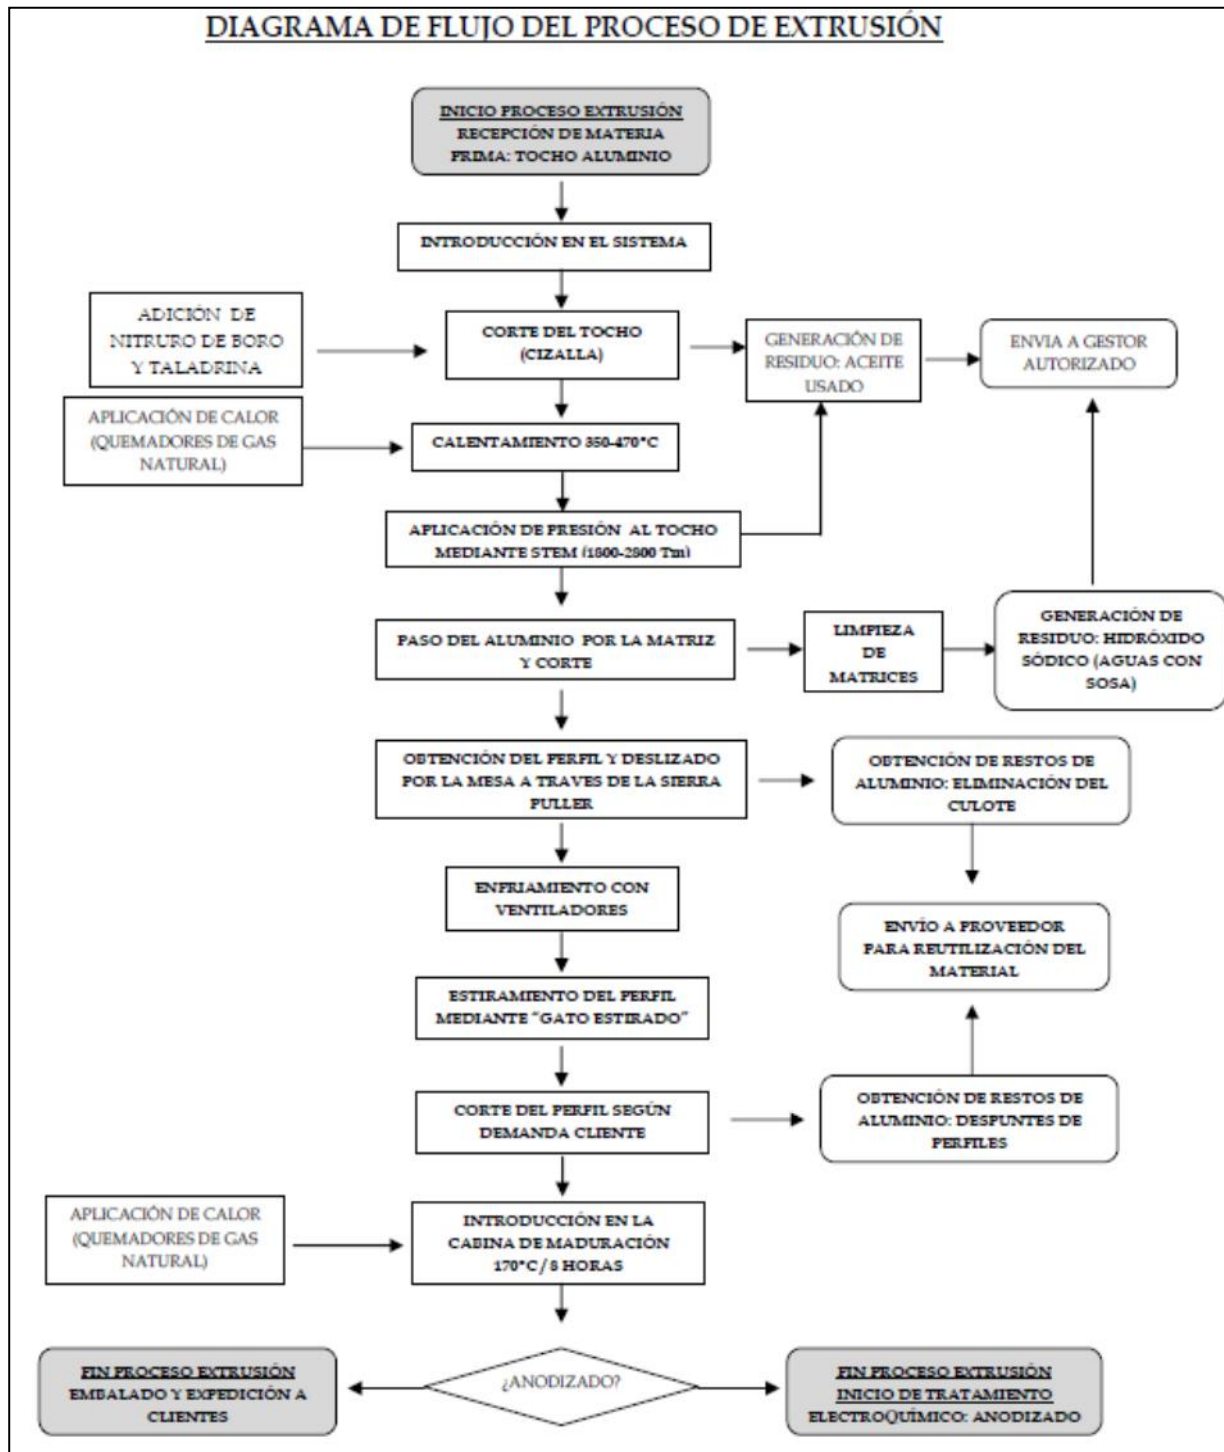 DIAGRAMA DE FLUJO DEL PROCESO DE EXTRUSIÓN
INICIO PROCESO EXTRUSIÓN
RECEPCIÓN DE MATERIA
PRIMA: TOCHO ALUMINIO
INTRODUCCIÓN EN EL SISTEMA
ADICIÓN DE
NITRURO DE BORO
Y TALADRINA
CORTE DEL TOCHO
(CIZALLA)
GENERACIÓN DE
RESIDUO: ACEITE
USADO
ENVIA A GESTOR
AUTORIZADO
APLICACIÓN DE CALOR
(QUEMADORES DE GAS
NATURAL)
CALENTAMIENTO 350-470°C
APLICACIÓN DE PRESIÓN AL TOCHO
MEDIANTE STEM (1800-2800 Tm)
PASO DEL ALUMINIO POR LA MATRIZ
Y CORTE
LIMPIEZA
DE
MATRICES
GENERACIÓN DE
RESIDUO: HIDRÓXIDO
SÓDICO (AGUAS CON
SOSA)
OBTENCIÓN DEL PERFIL Y DESLIZADO
POR LA MESA A TRAVES DE LA SIERRA
PULLER
OBTENCIÓN DE RESTOS DE
ALUMINIO: ELIMINACIÓN DEL
CULOTE
ENFRIAMIENTO CON
VENTILADORES
ENVÍO A PROVEEDOR
PARA REUTILIZACIÓN DEL
MATERIAL
ESTIRAMIENTO DEL PERFIL
MEDIANTE "GATO ESTIRADO"
CORTE DEL PERFIL SEGÚN
DEMANDA CLIENTE
OBTENCIÓN DE RESTOS DE
ALUMINIO: DESPUNTES DE
PERFILES
APLICACIÓN DE CALOR
(QUEMADORES DE GAS
NATURAL)
INTRODUCCIÓN EN LA
CABINA DE MADURACIÓN
170°C / 8 HORAS
FIN PROCESO EXTRUSIÓN
EMBALADO Y EXPEDICIÓN A
CLIENTES
¿ANODIZADO?
FIN PROCESO EXTRUSIÓN
INICIO DE TRATAMIENTO
ELECTROQUÍMICO: ANODIZADO